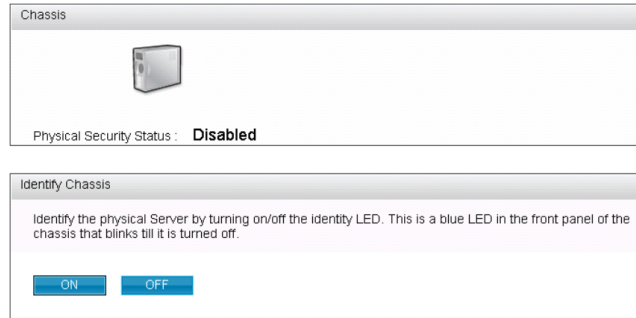 Chassis
Physical Security Status : Disabled
Identify Chassis
Identify the physical Server by turning on/off the identity LED. This is a blue LED in the front panel of the
chassis that blinks till it is turned off.
ON OFF